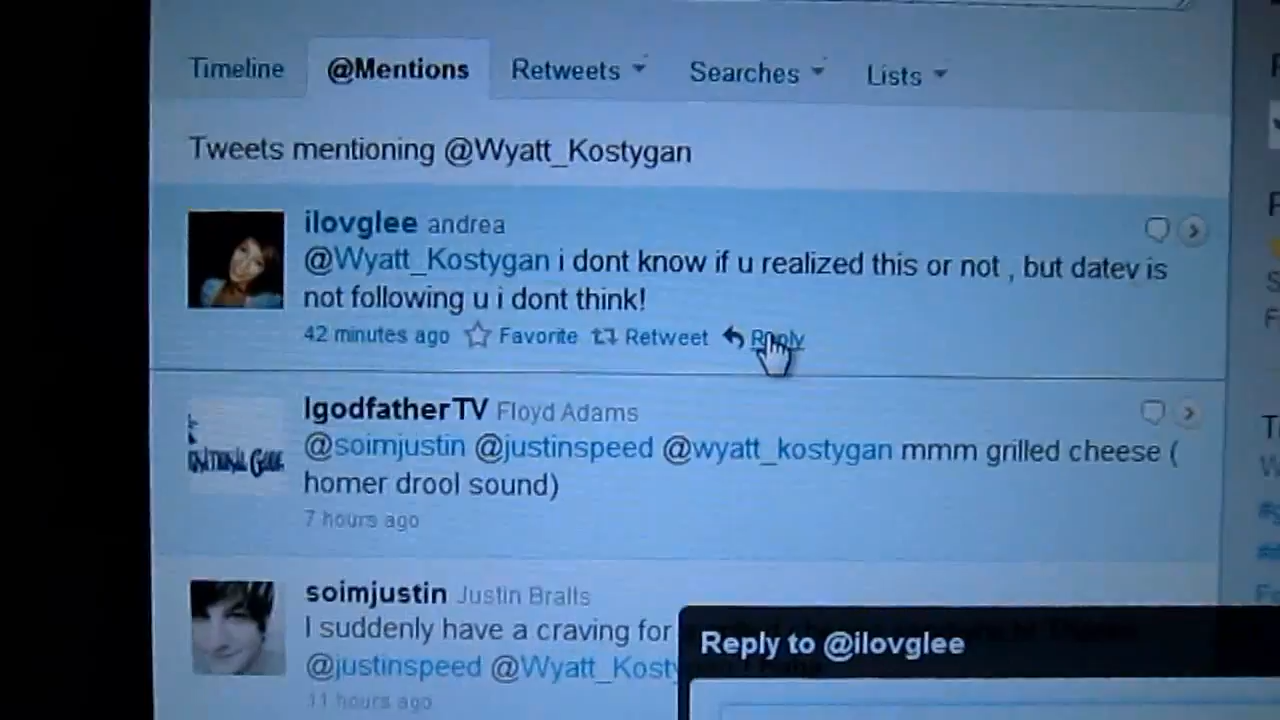 Timeline @Mentions Retweets Searches Lists
Tweets mentioning @Wyatt_Kostygan
ilovglee andrea
@Wyatt_Kostygan i dont know if u realized this or not , but datev is
not following u i dont think!
42 minutes ago Favorite Retweet Reply
lgodfatherTV Floyd Adams
@soimjustin @justinspeed @wyatt_kostygan mmm grilled cheese (
homer drool sound)
7 hours ago
soimjustin Justin Bralls
I suddenly have a craving for
@justinspeed @Wyatt_Kosty
11 hours ago
Reply to @ilovglee